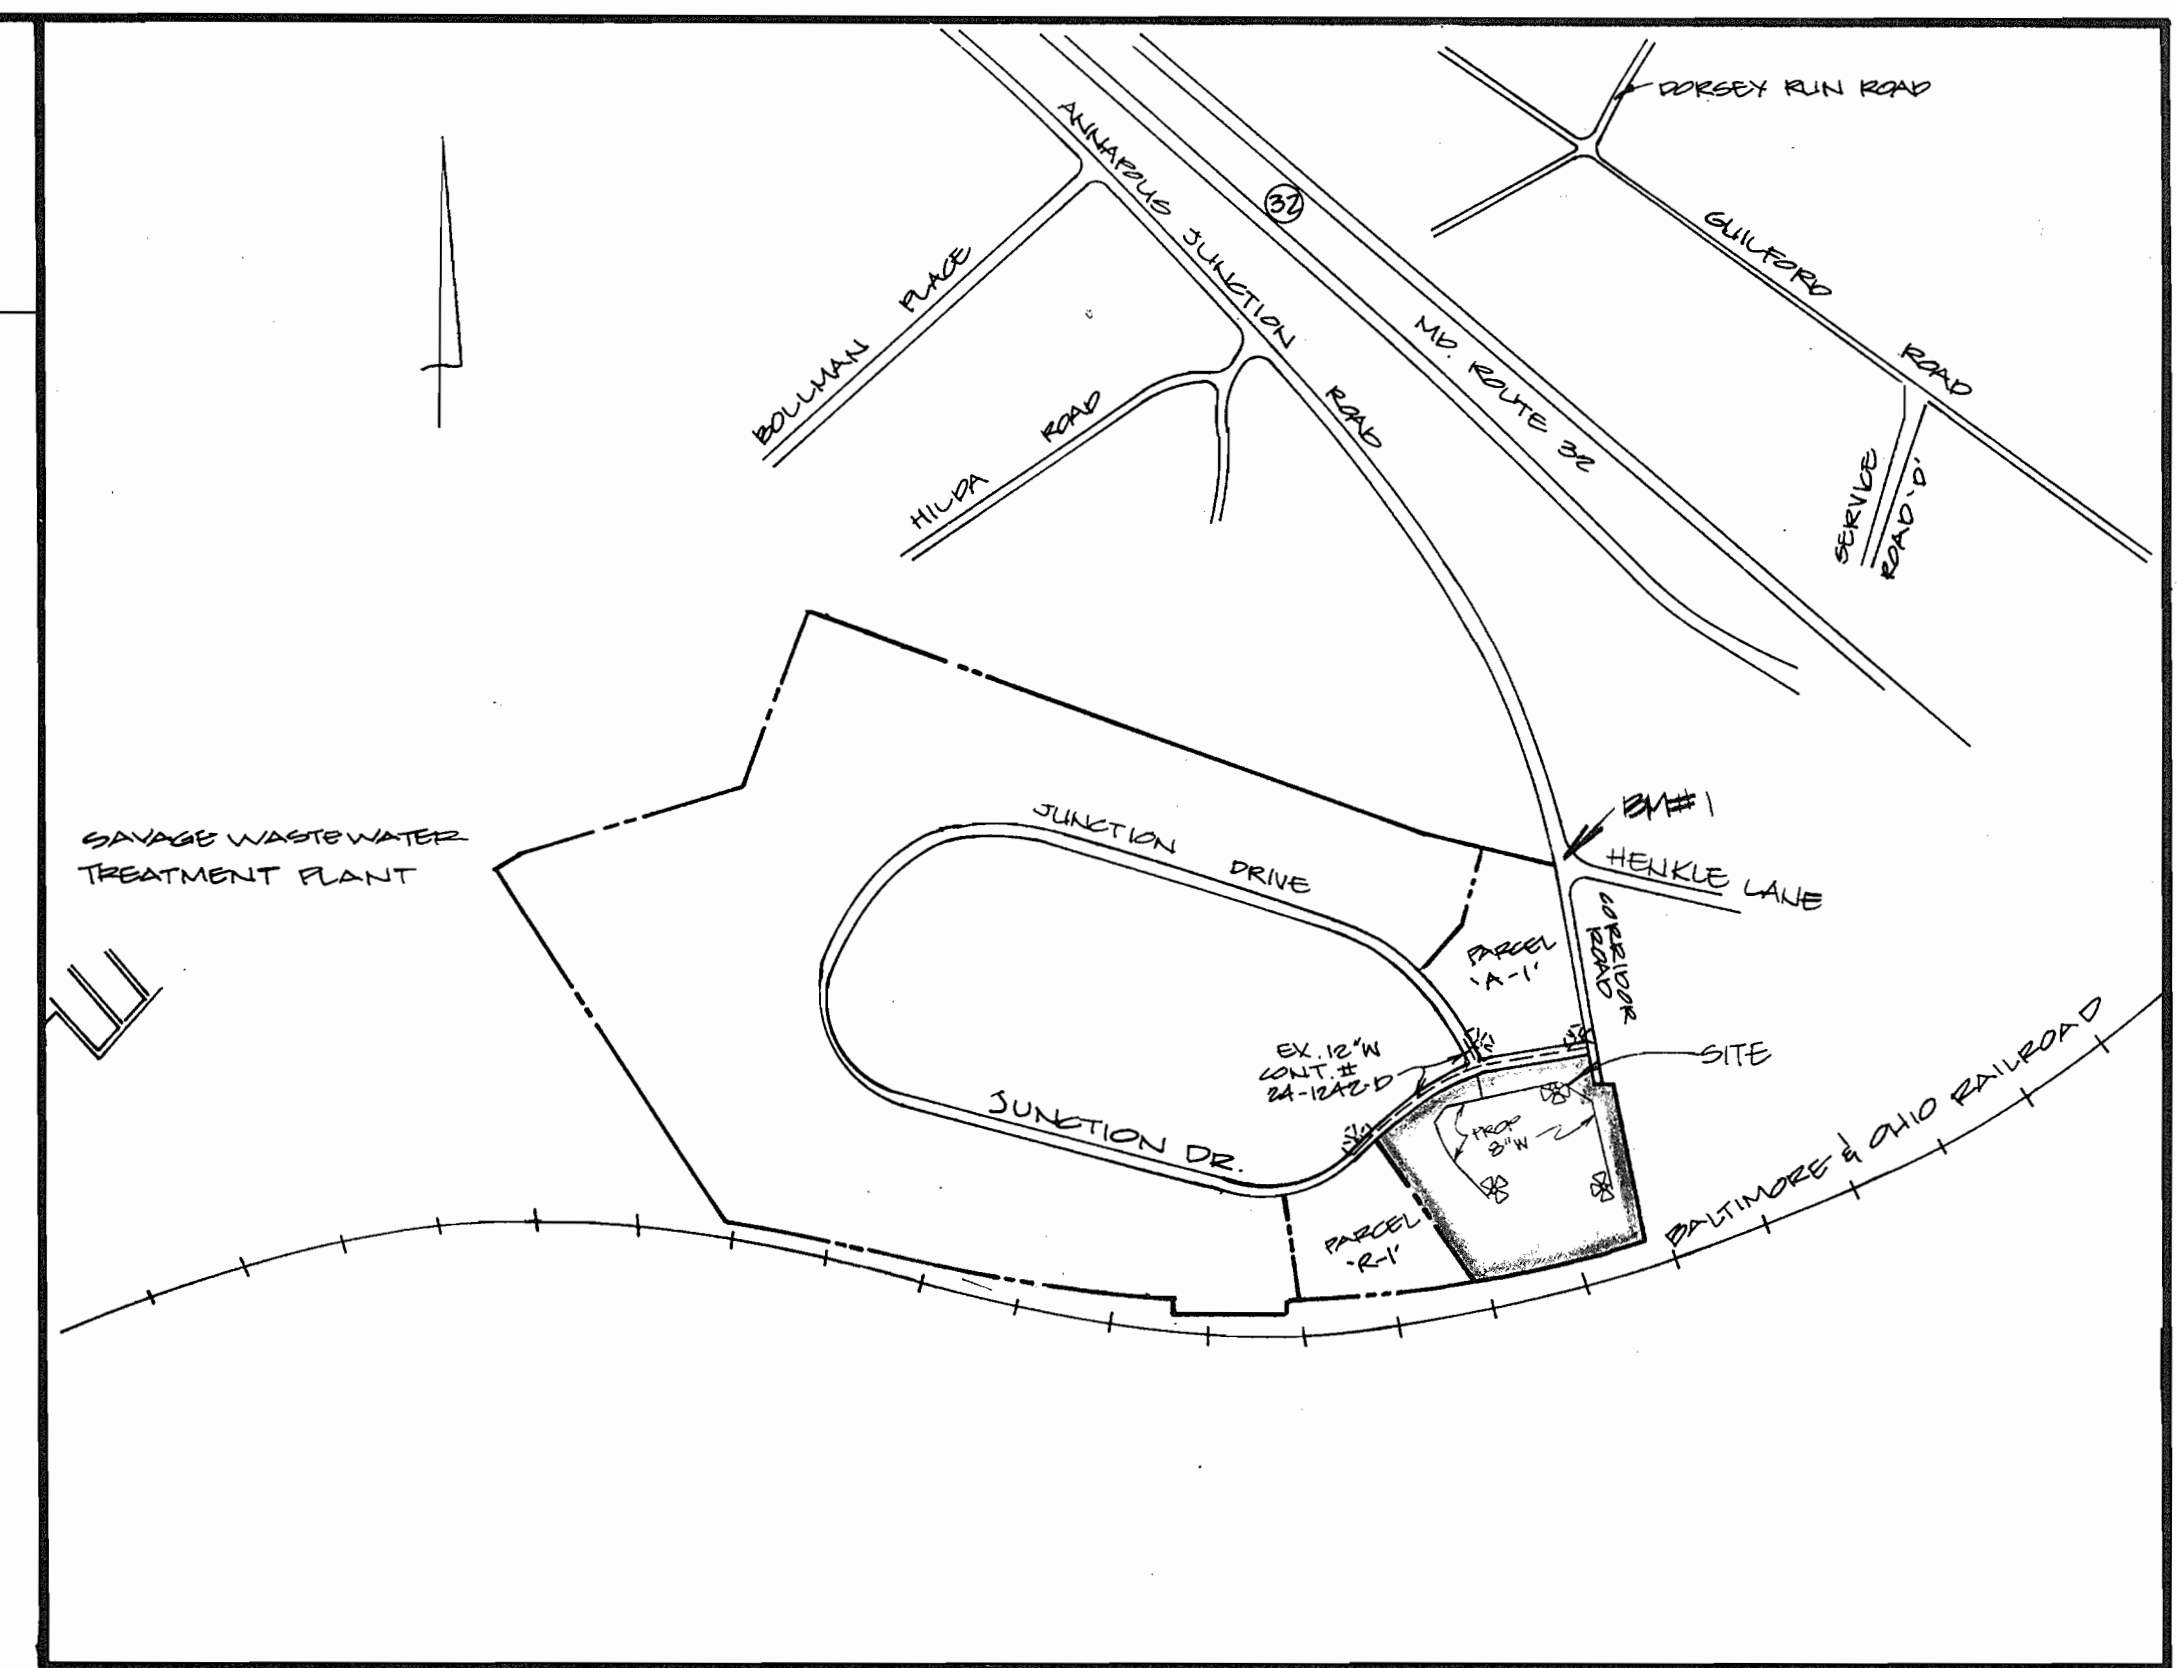 DORSEY RUN ROAD
ANNAPOLIS JUNCTION ROAD
32
GUILFORD ROAD
BOLLMAN PLACE
MD. ROUTE 32
HILDA ROAD
SERVICE
ROAD 'D'
BM#1
JUNCTION DRIVE
SAVAGE WASTEWATER
TREATMENT PLANT
HENKLE LANE
CORRIDOR
ROAD
PARCEL
'A-1'
EX. 12"W
CONT. #
24-1242-D
SITE
JUNCTION DR.
PROP
8"W
BALTIMORE & OHIO RAILROAD
PARCEL
'R-1'